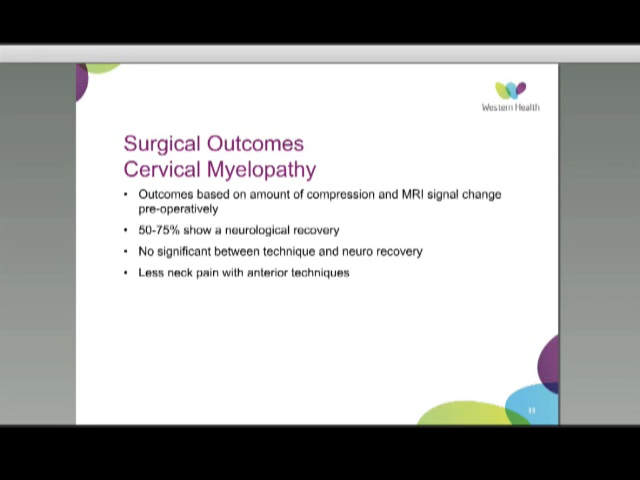 Western Health
Surgical Outcomes
Cervical Myelopathy
• Outcomes based on amount of compression and MRI signal change
pre-operatively
• 50-75% show a neurological recovery
• No significant between technique and neuro recovery
• Less neck pain with anterior techniques